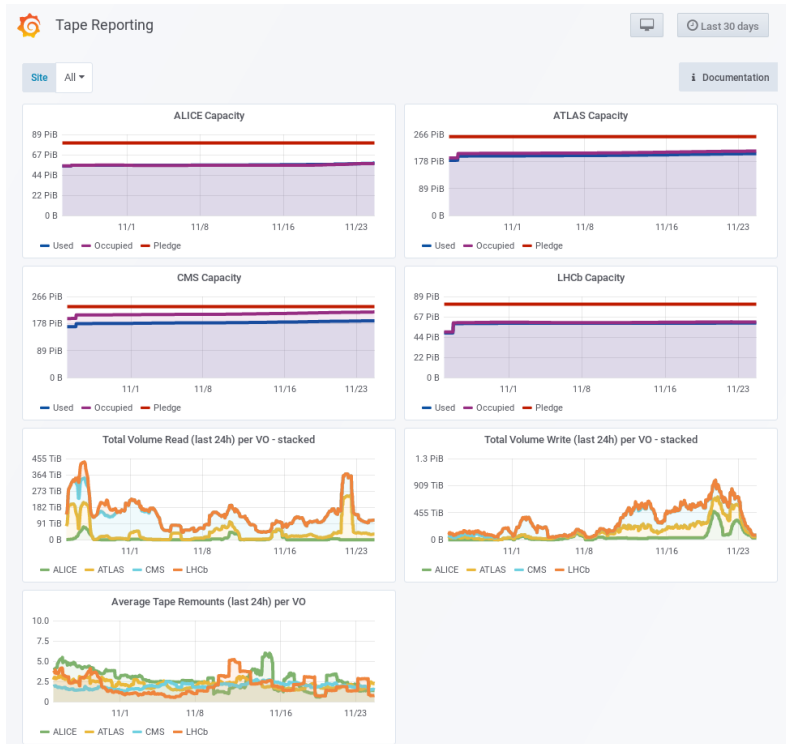 Tape Reporting
Last 30 days
Site All
i Documentation
ALICE Capacity
89 PiB
67 PiB
44 PiB
22 PiB
0 B
11/1 11/8 11/16 11/23
Used Occupied Pledge
ATLAS Capacity
266 PiB
178 PiB
89 PiB
0 B
11/1 11/8 11/16 11/23
Used Occupied Pledge
CMS Capacity
266 PiB
178 PiB
89 PiB
0 B
11/1 11/8 11/16 11/23
Used Occupied Pledge
LHCb Capacity
89 PiB
67 PiB
44 PiB
22 PiB
0 B
11/1 11/8 11/16 11/23
Used Occupied Pledge
Total Volume Read (last 24h) per VO - stacked
455 TiB
364 TiB
273 TiB
182 TiB
91 TiB
0 B
11/1 11/8 11/16 11/23
ALICE ATLAS CMS LHCb
Total Volume Write (last 24h) per VO - stacked
1.3 PiB
909 TiB
455 TiB
0 B
11/1 11/8 11/16 11/23
ALICE ATLAS CMS LHCb
Average Tape Remounts (last 24h) per VO
10.0
7.5
5.0
2.5
0
11/1 11/8 11/16 11/23
ALICE ATLAS CMS LHCb